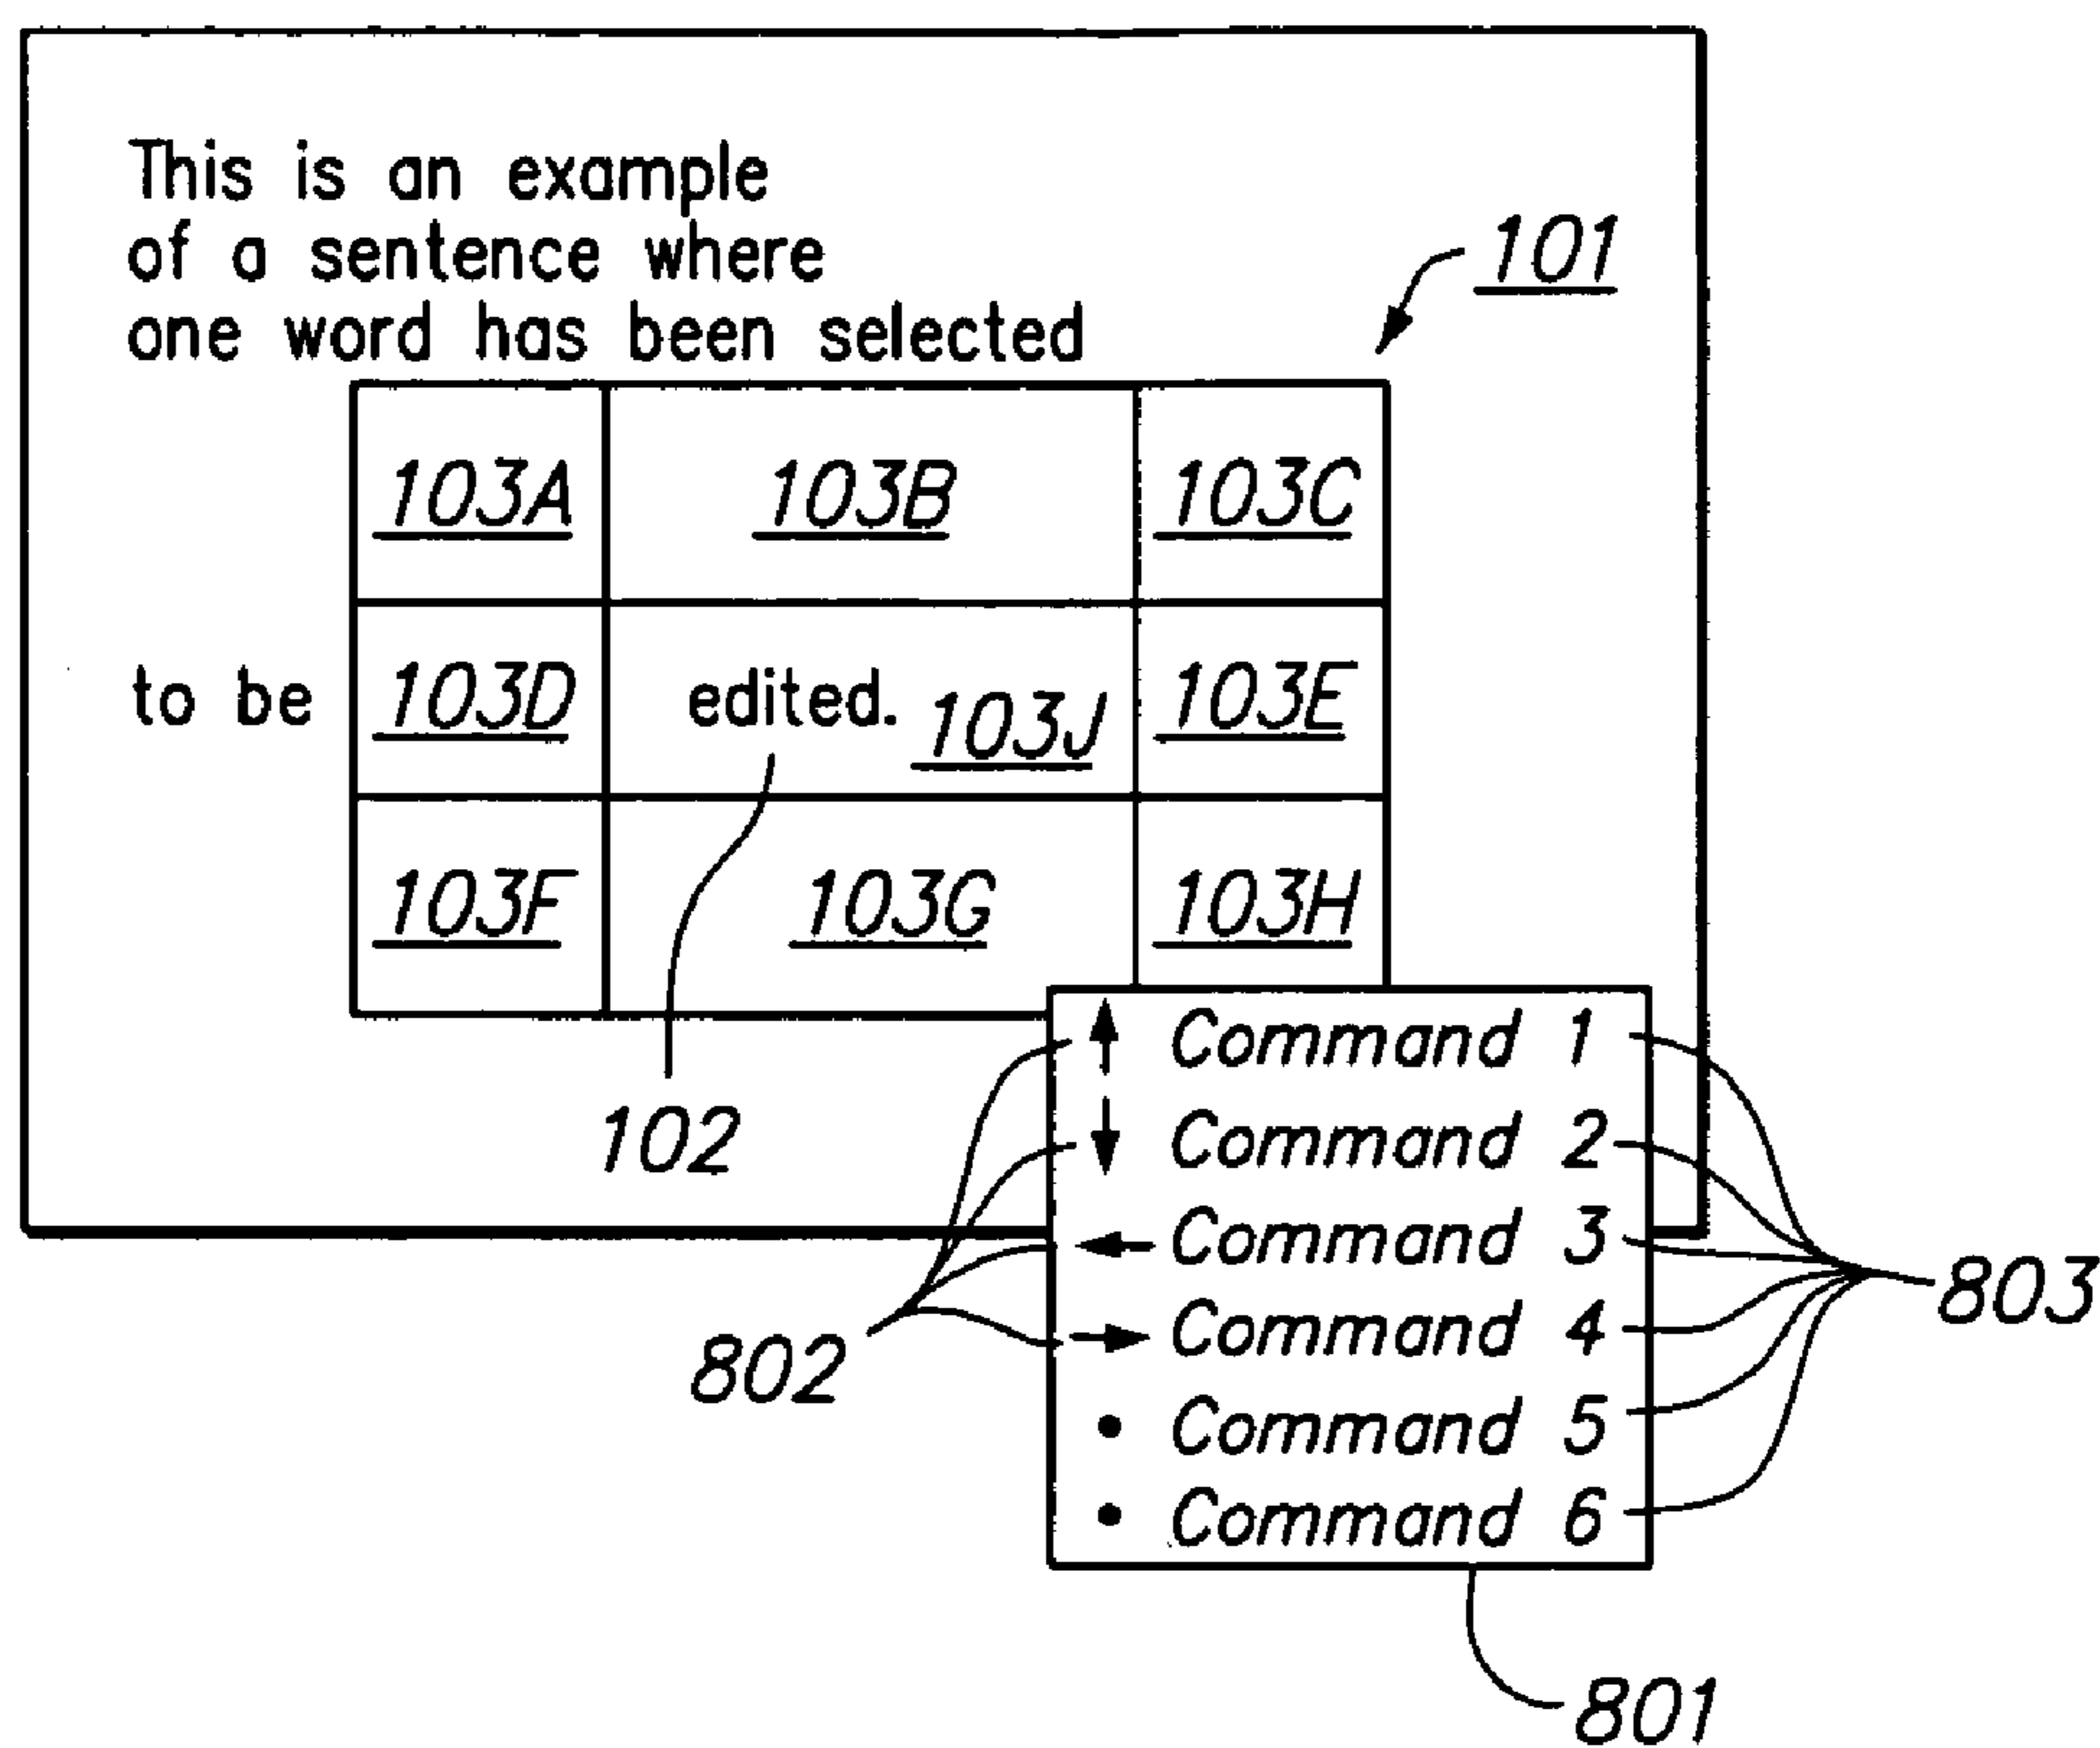 This is an example
of a sentence where
one word has been selected
101
103A 103B 103C
to be 103D edited. 103J 103E
103F 103G 103H
102
Command 1
Command 2
Command 3
Command 4
Command 5
Command 6
802
803
801